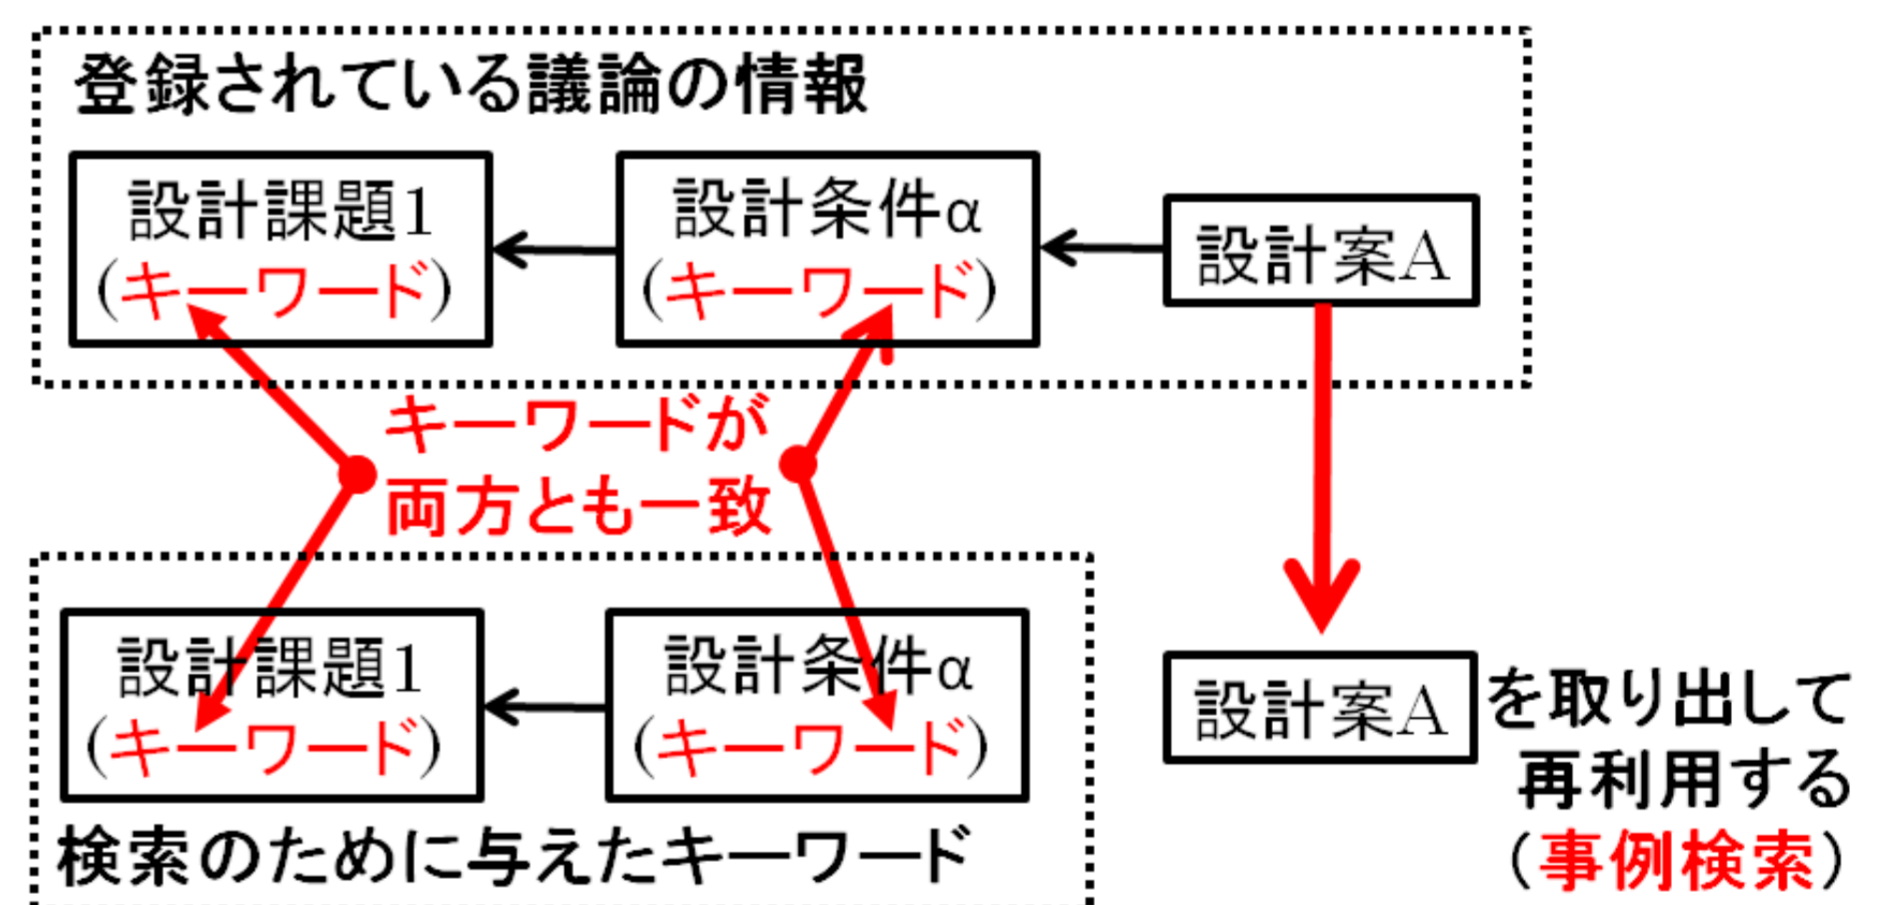 登録されている議論の情報
設計課題1
(キーワード)
設計条件α
(キーワード)
設計案A
キーワードが
両方とも一致
設計課題1
(キーワード)
設計条件α
(キーワード)
検索のために与えたキーワード
設計案A
を取り出して
再利用する
(事例検索)